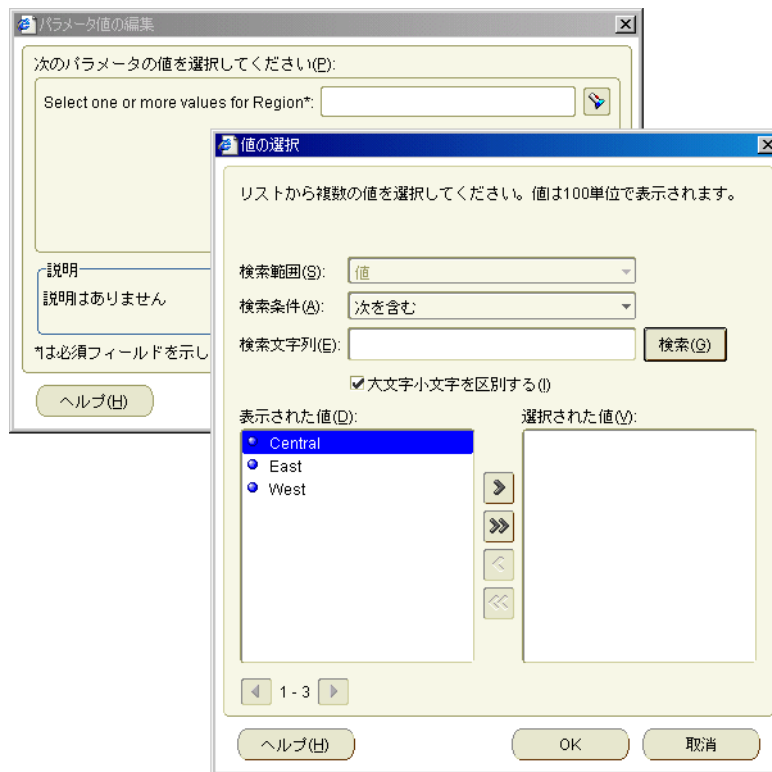 パラメータ値の編集
次のパラメータの値を選択してください(P):
Select one or more values for Region*:
説明
説明はありません
*は必須フィールドを示し
ヘルプ(H)
値の選択
リストから複数の値を選択してください。値は100単位で表示されます。
検索範囲(S):
値
検索条件(A):
次を含む
検索文字列(E):
検索(G)
大文字小文字を区別する(I)
表示された値(D):
選択された値(V):
Central
East
West
1 - 3
ヘルプ(H)
OK
取消